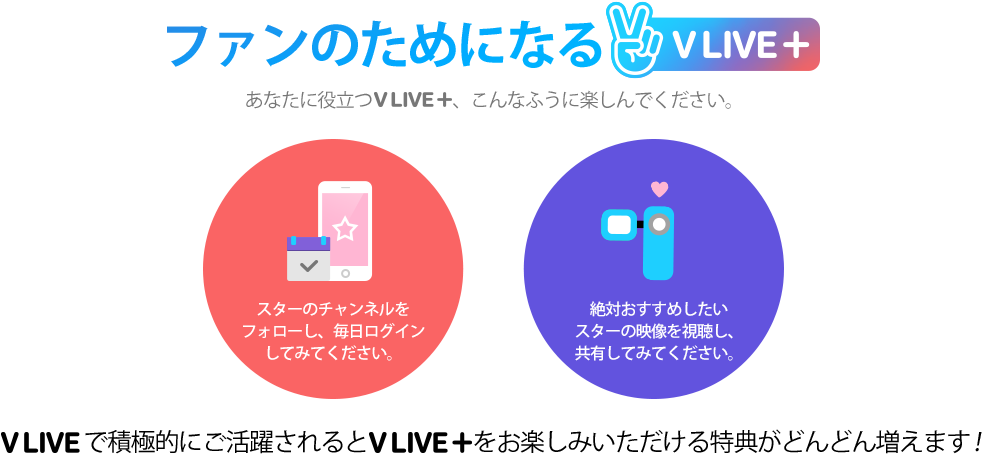 ファンのためになる V LIVE+
あなたに役立つV LIVE+、こんなふうに楽しんでください。
スターのチャンネルを
フォローし、毎日ログイン
してみてください。
絶対おすすめしたい
スターの映像を視聴し、
共有してみてください。
V LIVE で積極的にご活躍されるとV LIVE+をお楽しみいただける特典がどんどん増えます!